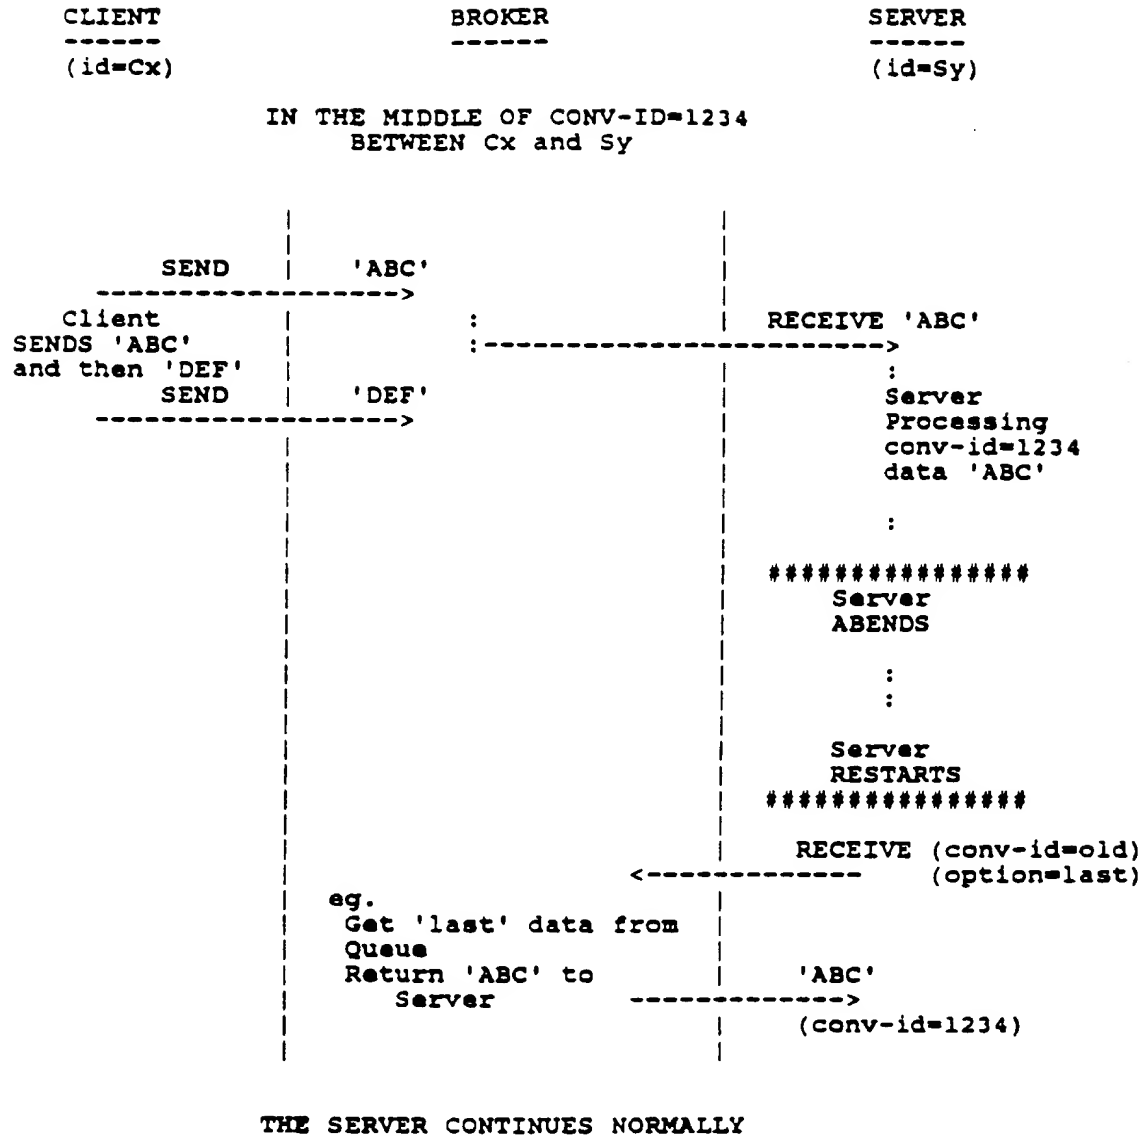 CLIENT BROKER SERVER
------ ------ ------
(id=Cx) (id=Sy)
IN THE MIDDLE OF CONV-ID=1234
BETWEEN Cx and Sy
SEND 'ABC'
------------------->
Client : RECEIVE 'ABC'
SENDS 'ABC' :------------------------>
and then 'DEF' :
SEND 'DEF' Server
-------------------> Processing
conv-id=1234
data 'ABC'
:
################
Server
ABENDS
:
:
Server
RESTARTS
################
RECEIVE (conv-id=old)
<------------- (option=last)
eg.
Get 'last' data from
Queue
Return 'ABC' to 'ABC'
Server ------------->
(conv-id=1234)
THE SERVER CONTINUES NORMALLY